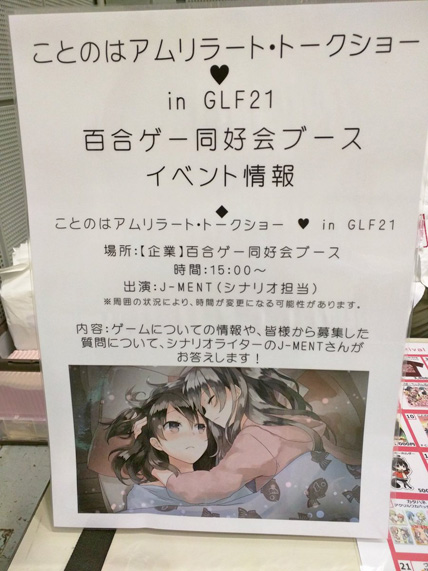 ことのはアムリラート・トークショー
♥
in GLF21
百合ゲー同好会ブース
イベント情報
◆
ことのはアムリラート・トークショー ♥ in GLF21
場所:【企業】百合ゲー同好会ブース
時間:15:00～
出演:J-MENT(シナリオ担当)
※周囲の状況により、時間が変更になる可能性があります。
内容:ゲームについての情報や、皆様から募集した
質問について、シナリオライターのJ-MENTさんが
お答えします！
10
21